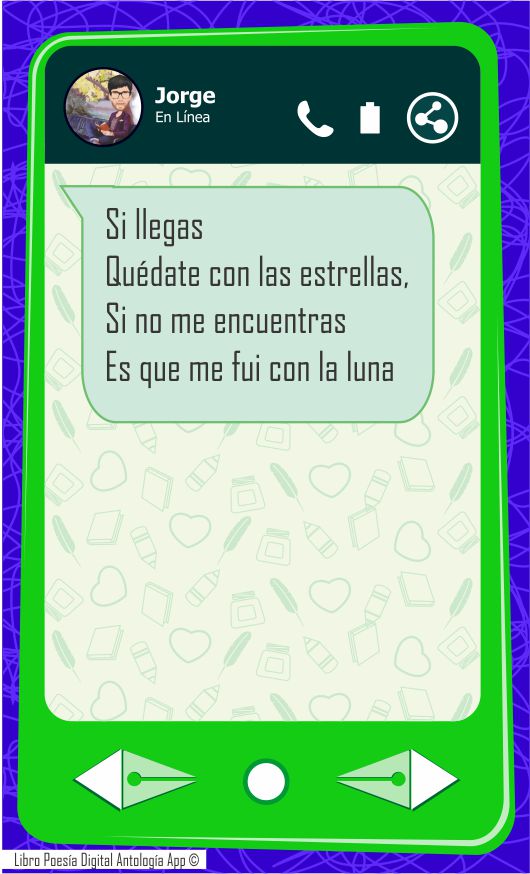 Jorge
En Línea
Si llegas
Quédate con las estrellas,
Si no me encuentras
Es que me fui con la luna
Libro Poesía Digital Antología App ©